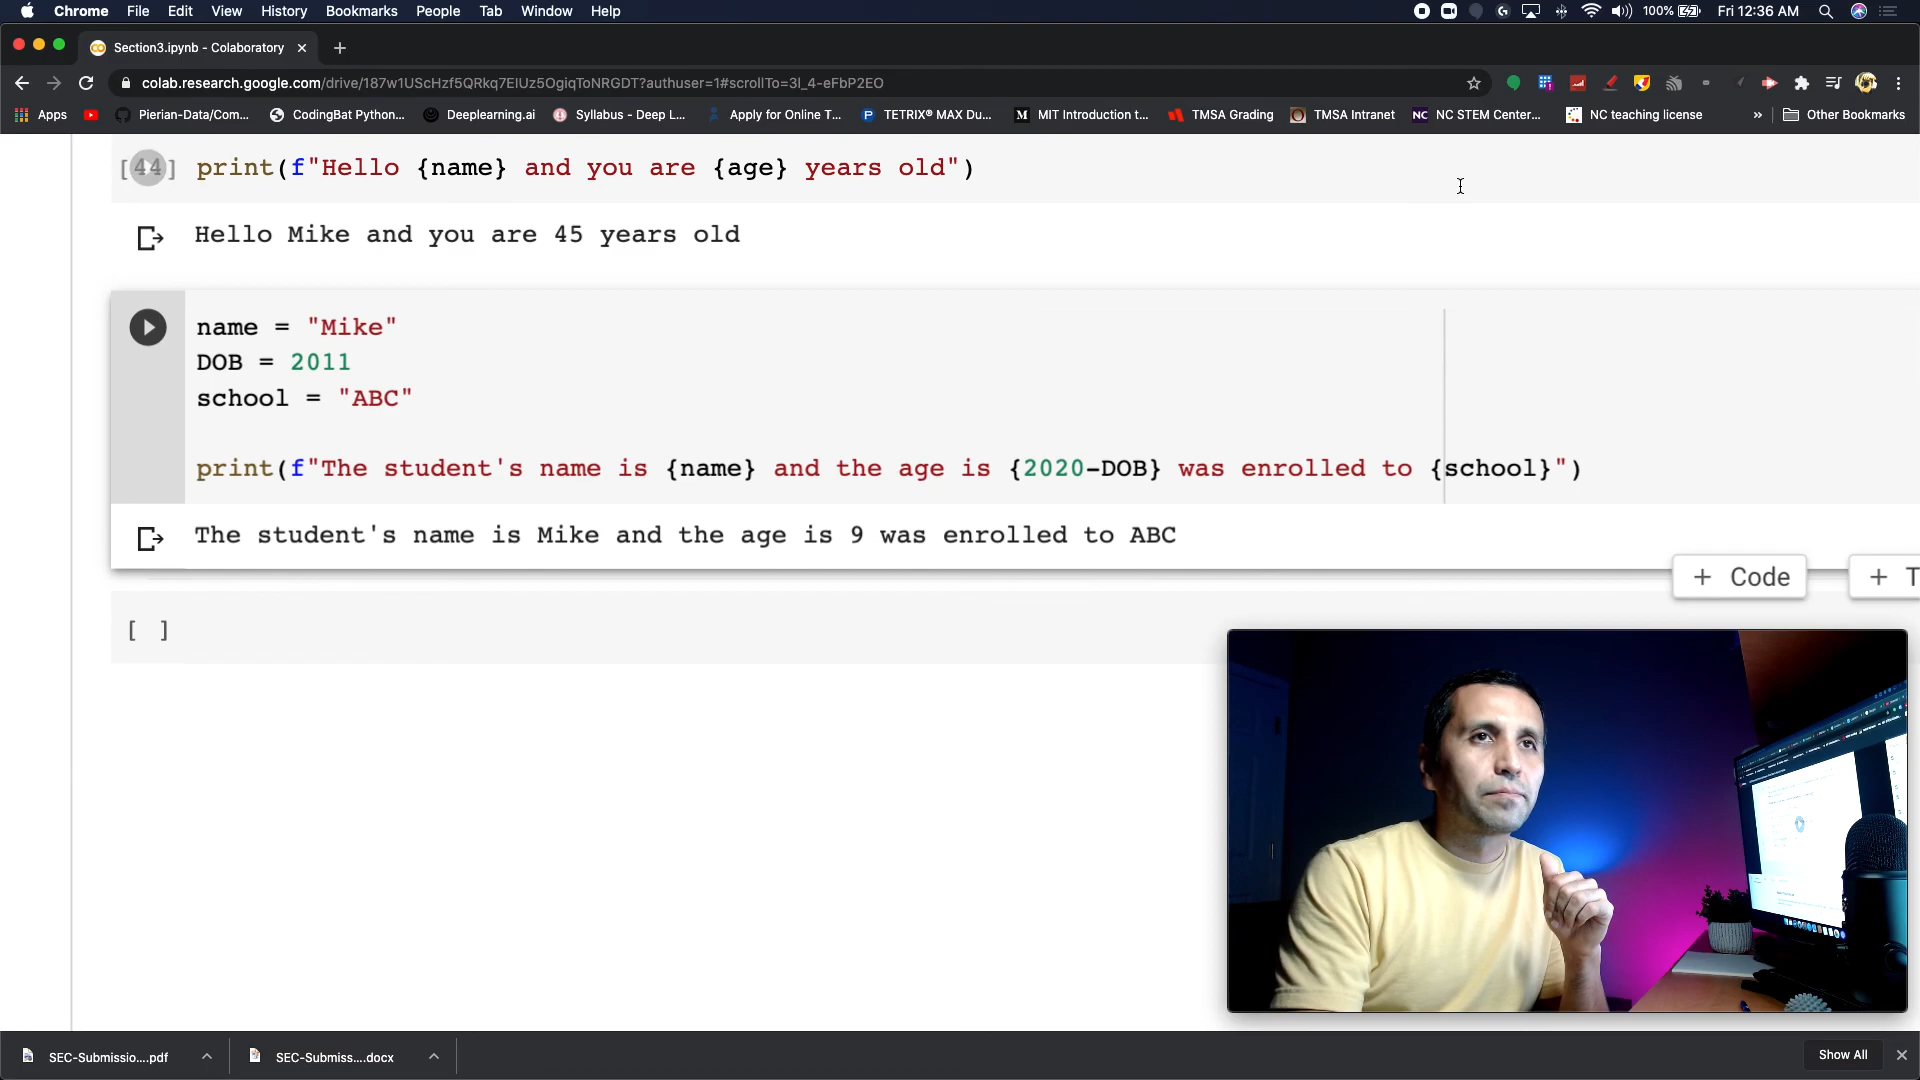 Chrome File Edit View History Bookmarks People Tab Window Help 100% Fri 12:36 AM
Section3.ipynb - Colaboratory
colab.research.google.com/drive/187w1UScHzf5QRkq7EIUz5OgiqToNRGDT?authuser=1#scrollTo=3l_4-eFbP2EO
Apps Pierian-Data/Com... CodingBat Python... Deeplearning.ai Syllabus - Deep L... Apply for Online T... TETRIX® MAX Du... MIT Introduction t... TMSA Grading TMSA Intranet NC STEM Center... NC teaching license » Other Bookmarks
[44] print(f"Hello {name} and you are {age} years old")
Hello Mike and you are 45 years old
name = "Mike"
DOB = 2011
school = "ABC"
print(f"The student's name is {name} and the age is {2020-DOB} was enrolled to {school}")
The student's name is Mike and the age is 9 was enrolled to ABC
+ Code + T
[ ]
SEC-Submissio....pdf SEC-Submiss....docx Show All